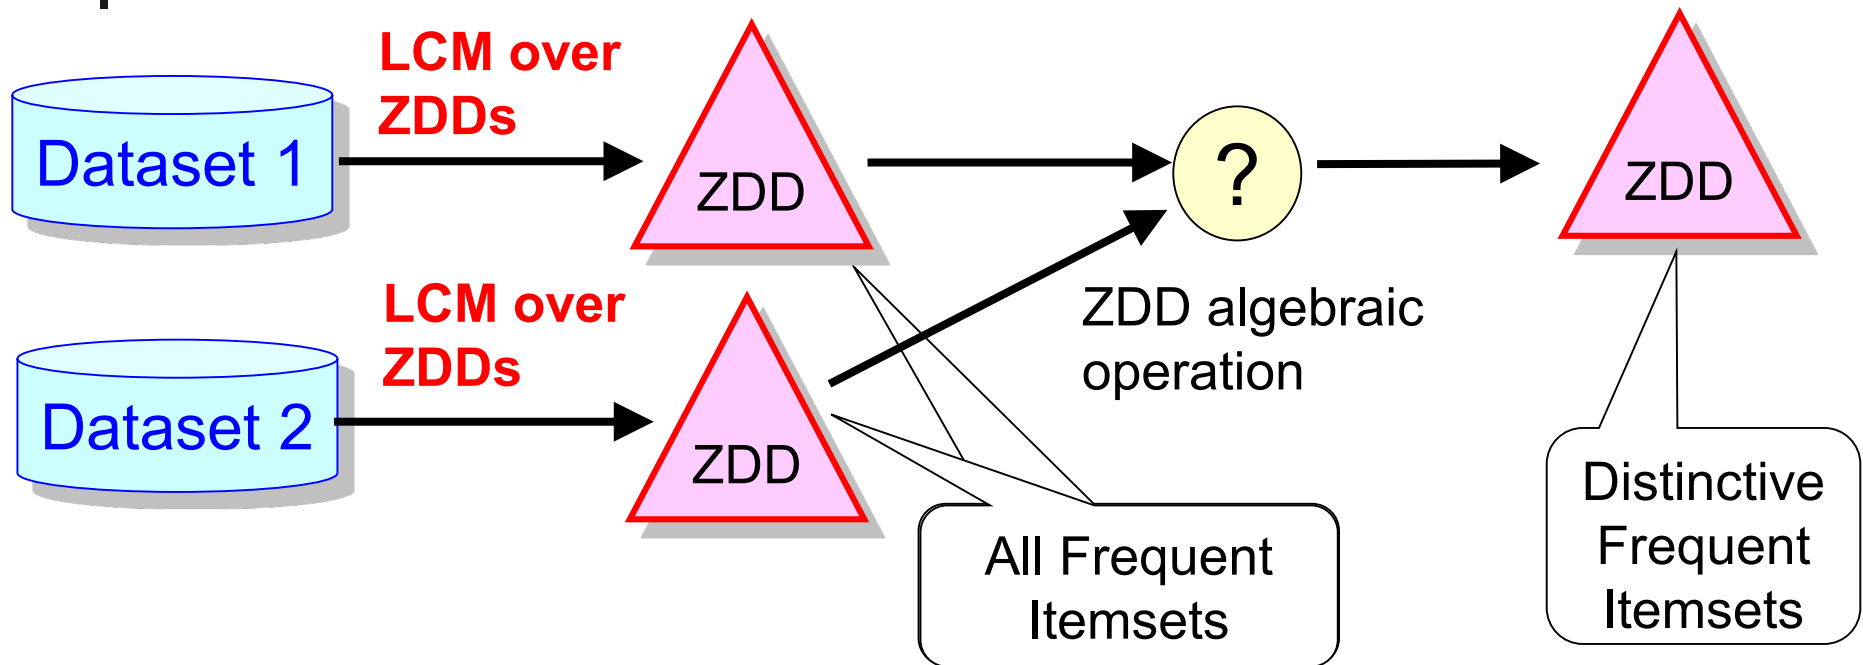 LCM over
ZDDs
Dataset 1
ZDD
?
ZDD
LCM over
ZDDs
ZDD algebraic
operation
Dataset 2
ZDD
All Frequent
Itemsets
Distinctive
Frequent
Itemsets